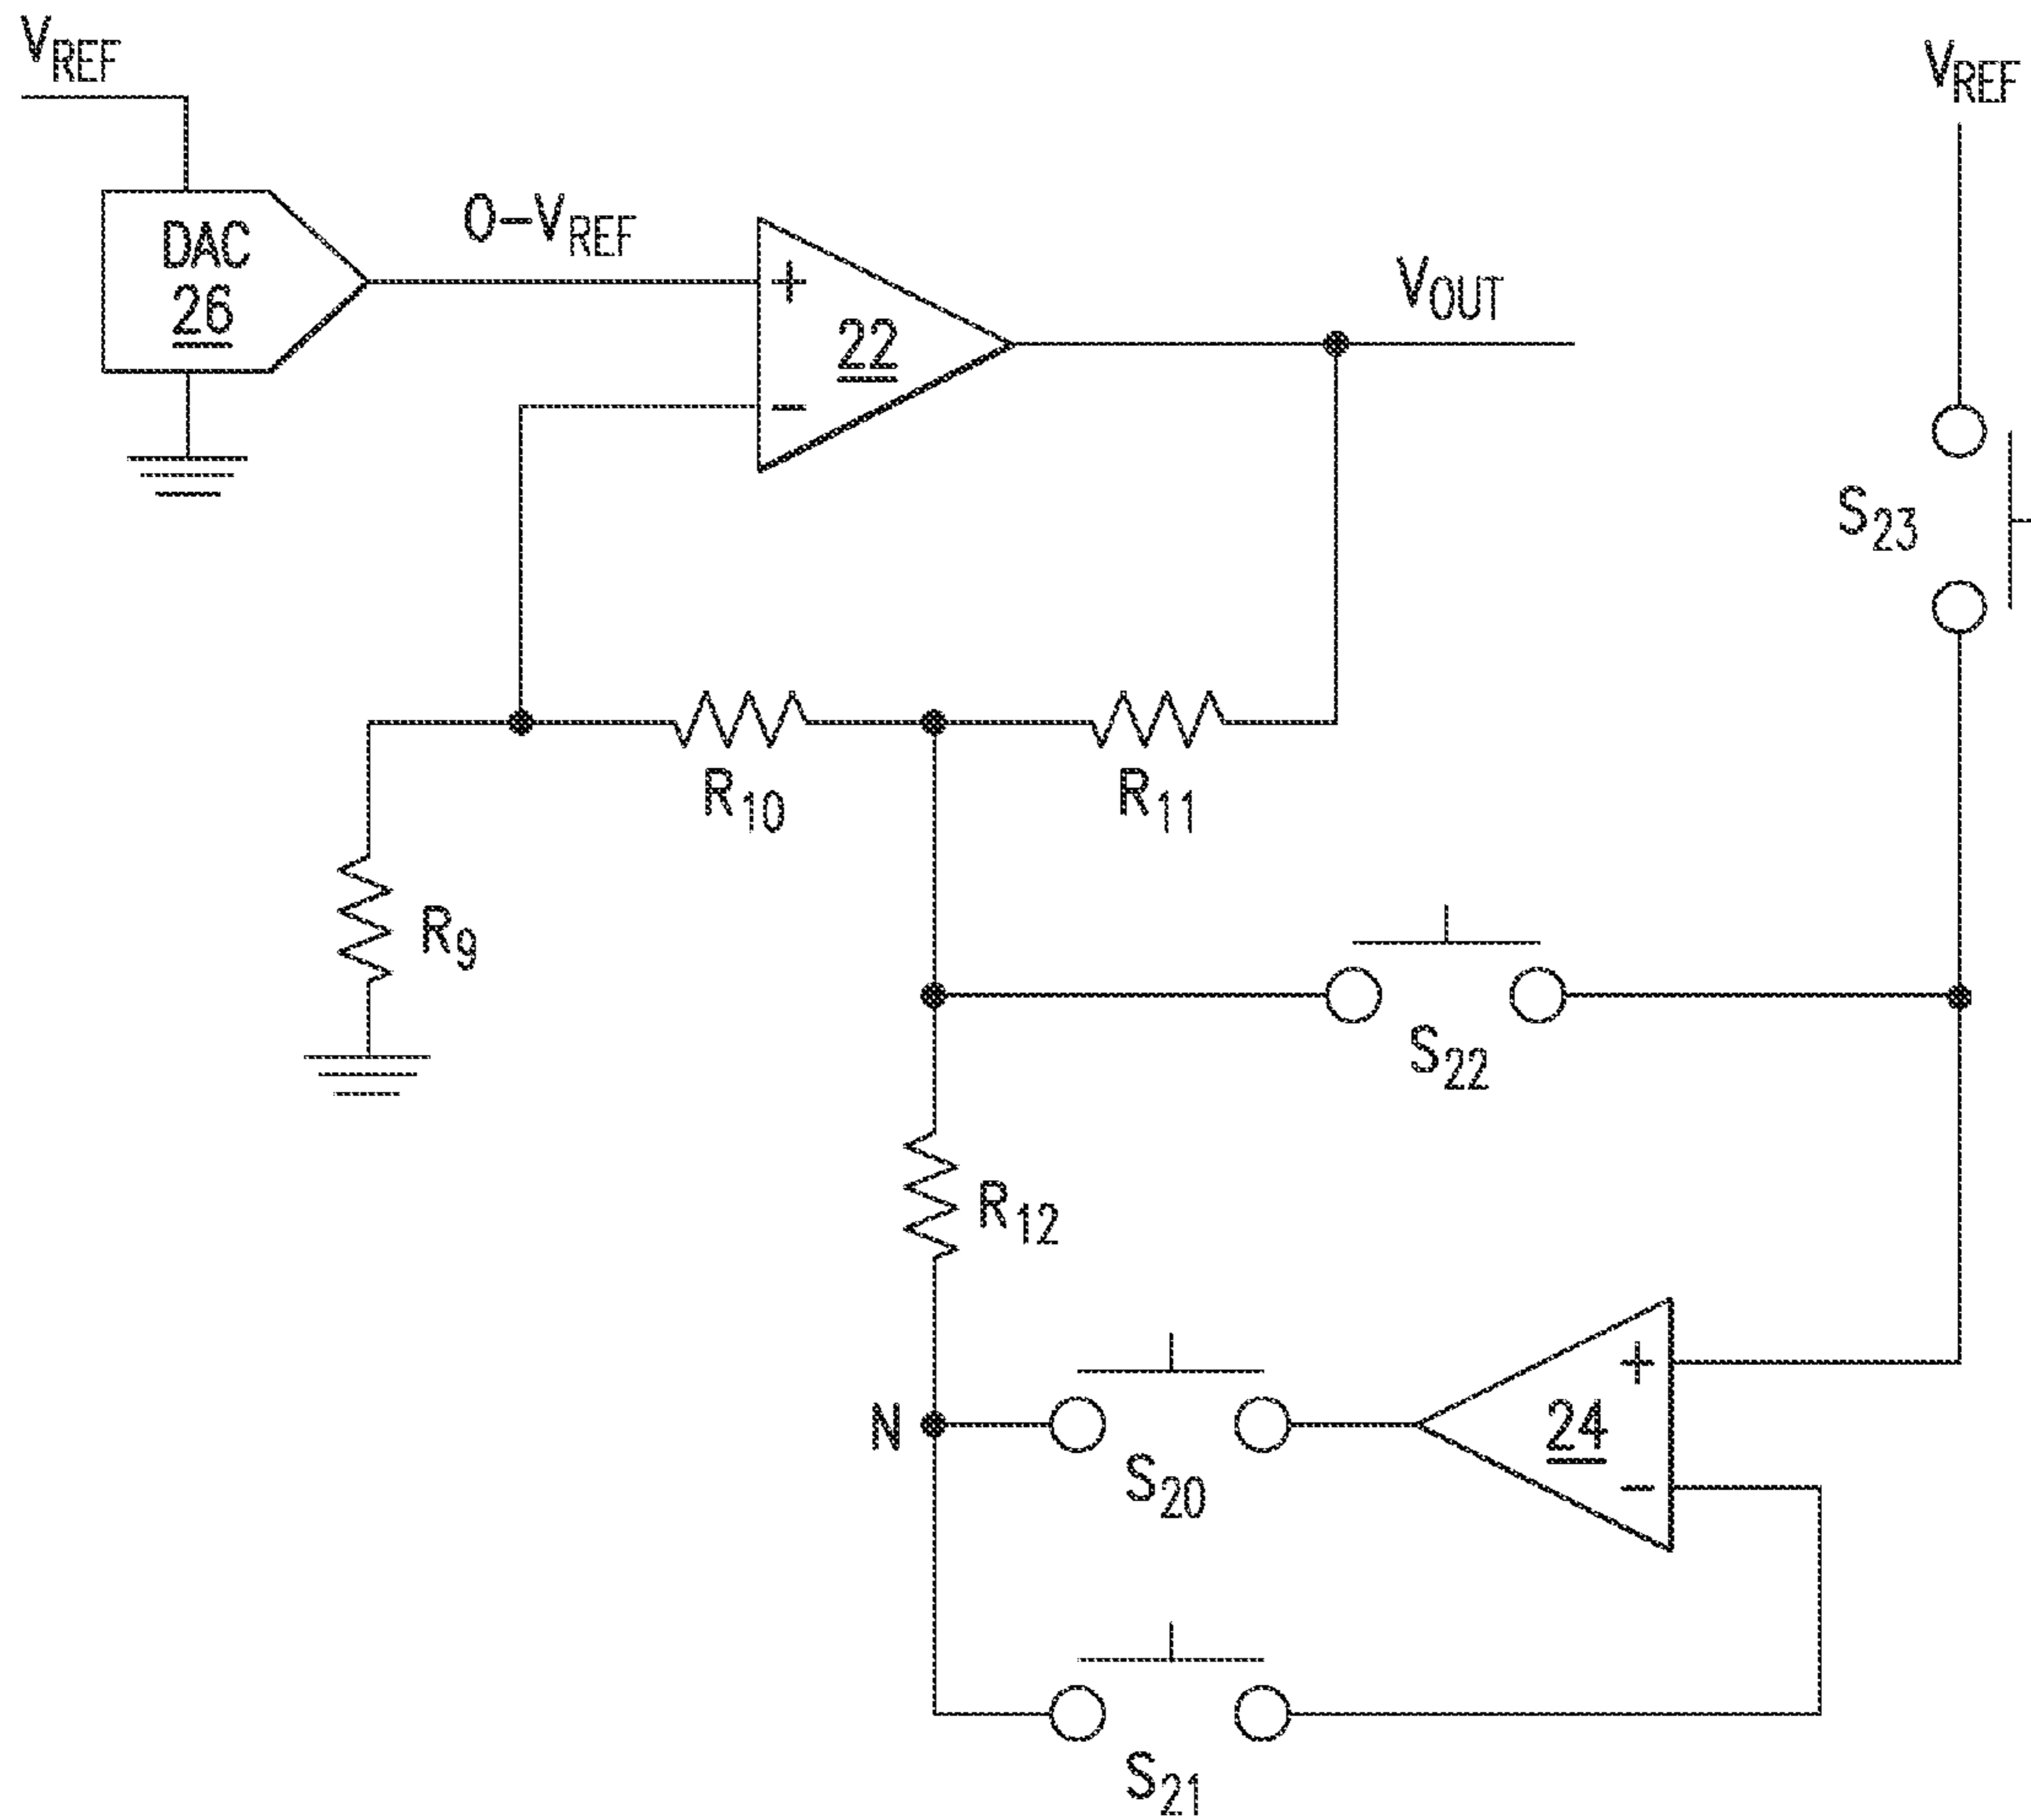 VREF
VREF
DAC
26
0-VREF
+
22
-
VOUT
S23
R10
R11
R9
S22
R12
+
24
-
N
S20
S21